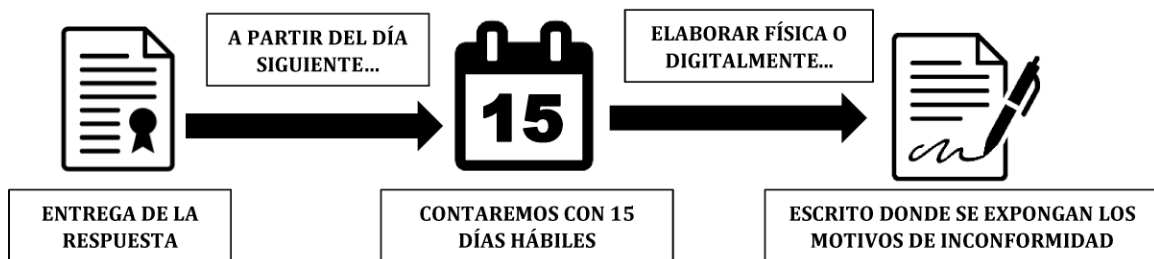 A PARTIR DEL DÍA
SIGUIENTE...
ELABORAR FÍSICA O
DIGITALMENTE...
15
ENTREGA DE LA
RESPUESTA
CONTAREMOS CON 15
DÍAS HÁBILES
ESCRITO DONDE SE EXPONGAN LOS
MOTIVOS DE INCONFORMIDAD